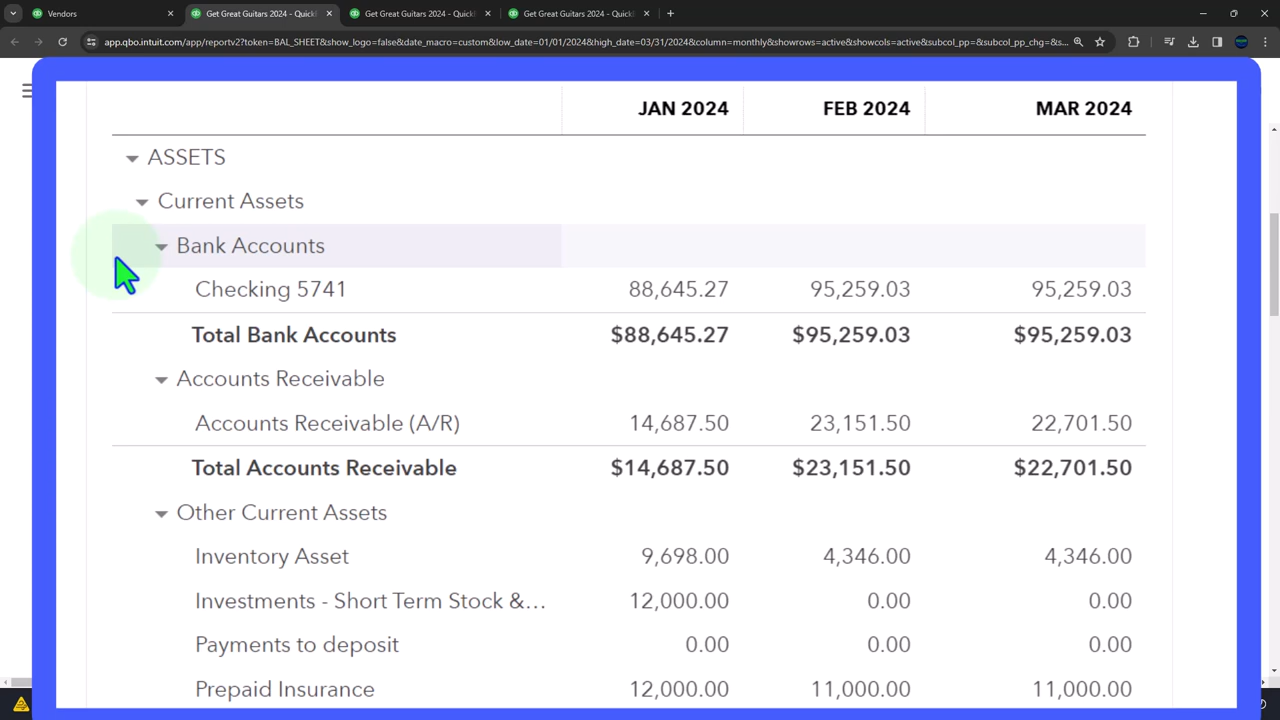 Vendors
Get Great Guitars 2024 - Quick
Get Great Guitars 2024 - Quick
Get Great Guitars 2024 - Quick
app.qbo.intuit.com/app/reportv2?token=BAL_SHEET&show_logo=false&date_macro=custom&low_date=01/01/2024&high_date=03/31/2024&column=monthly&showrows=active&showcols=active&subcol_pp=&subcol_pp_chg=&s...
JAN 2024 FEB 2024 MAR 2024
ASSETS
Current Assets
Bank Accounts
Checking 5741 88,645.27 95,259.03 95,259.03
Total Bank Accounts $88,645.27 $95,259.03 $95,259.03
Accounts Receivable
Accounts Receivable (A/R) 14,687.50 23,151.50 22,701.50
Total Accounts Receivable $14,687.50 $23,151.50 $22,701.50
Other Current Assets
Inventory Asset 9,698.00 4,346.00 4,346.00
Investments - Short Term Stock &... 12,000.00 0.00 0.00
Payments to deposit 0.00 0.00 0.00
Prepaid Insurance 12,000.00 11,000.00 11,000.00